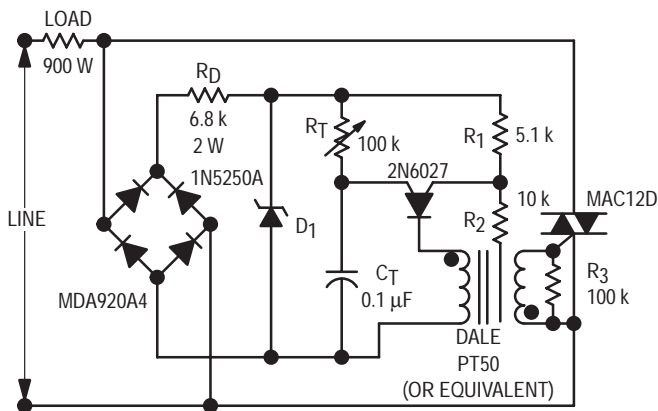 LOAD
900 W
RD
6.8 k
2 W
1N5250A
D1
RT
100 k
CT
0.1 µF
2N6027
R1
5.1 k
10 k
R2
MAC12D
R3
100 k
LINE
MDA920A4
DALE
PT50
(OR EQUIVALENT)